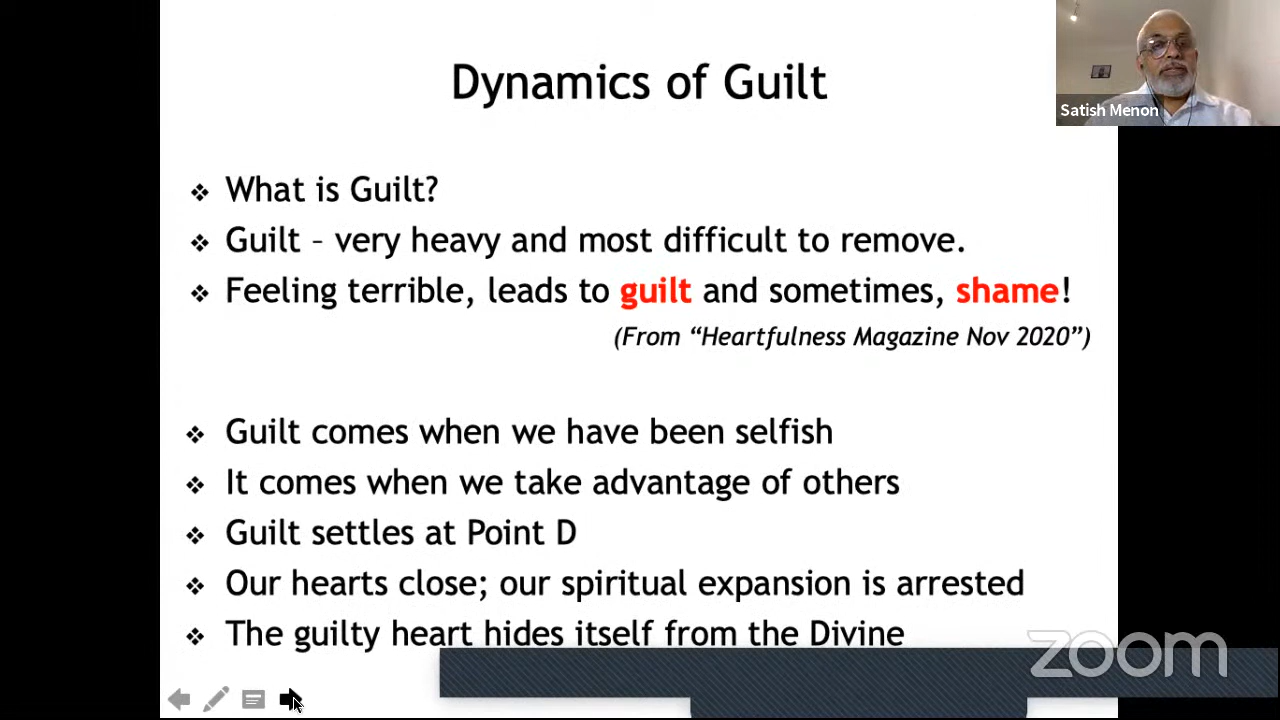 Dynamics of Guilt
Satish Menon
❖ What is Guilt?
❖ Guilt – very heavy and most difficult to remove.
❖ Feeling terrible, leads to guilt and sometimes, shame!
(From “Heartfulness Magazine Nov 2020”)
❖ Guilt comes when we have been selfish
❖ It comes when we take advantage of others
❖ Guilt settles at Point D
❖ Our hearts close; our spiritual expansion is arrested
❖ The guilty heart hides itself from the Divine
zoom